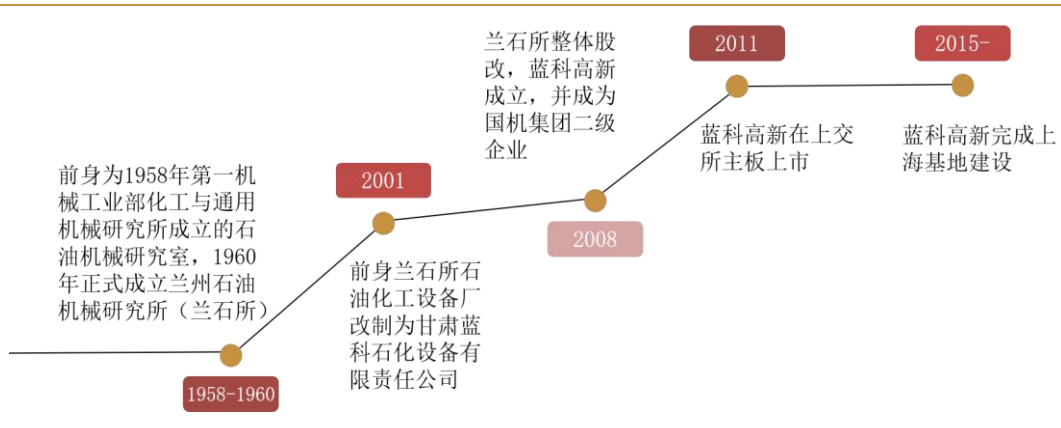 前身为1958年第一机
械工业部化工与通用
机械研究所成立的石
油机械研究室，1960
年正式成立兰州石油
机械研究所（兰石所）
1958-1960
2001
前身兰石所石
油化工设备厂
改制为甘肃蓝
科石化设备有
限责任公司
兰石所整体股
改，蓝科高新
成立，并成为
国机集团二级
企业
2008
2011
蓝科高新在上交
所主板上市
2015-
蓝科高新完成上
海基地建设